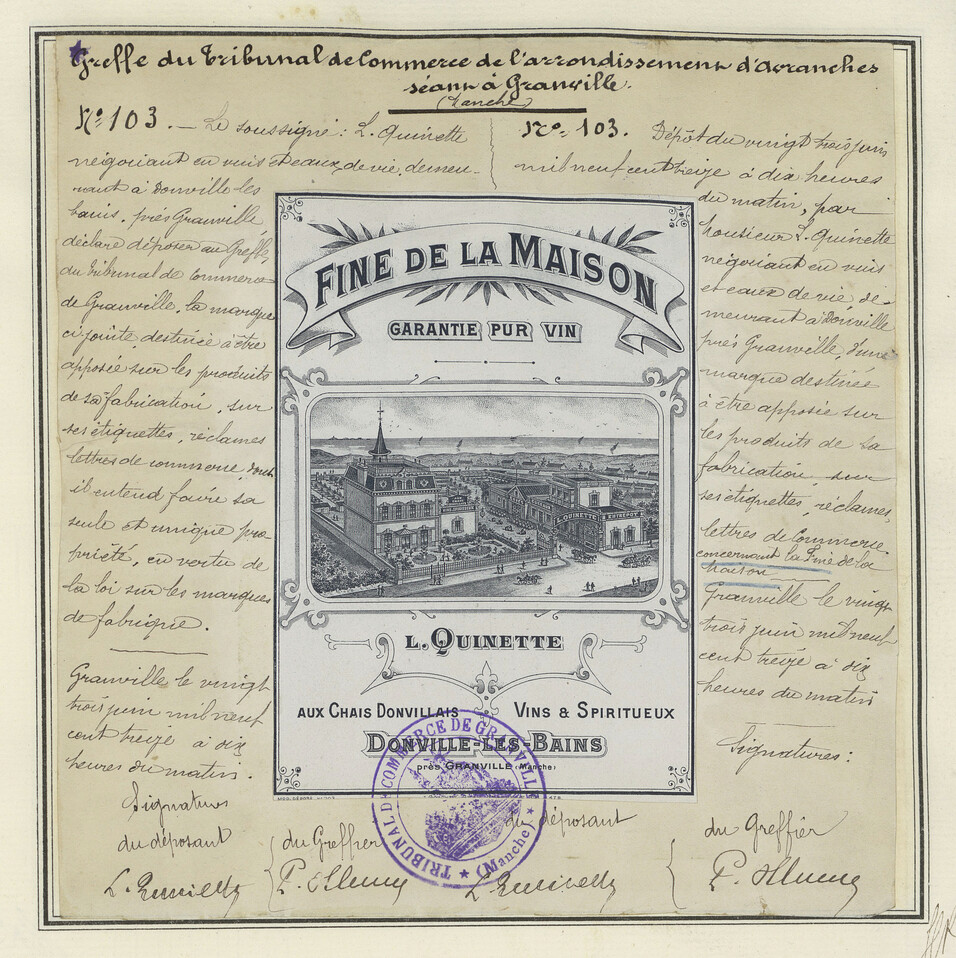 Greffe du Tribunal de Commerce de l'arrondissement d'Avranches
séant à Granville.
(Manche)
N° 103. — Le soussigné : L. Quinette
négociant en vins et eaux-de-vie, demeu-
rant à Donville les
bains, près Granville
déclare déposer au Greffe
du Tribunal de Commerce
de Granville, la marque
ci-jointe destinée à être
apposée sur les produits
de sa fabrication, sur
ses étiquettes, réclames
lettres de commerce, dont
il entend faire sa
seule et unique pro-
priété, en vertu de
la loi sur les marques
de fabrique.
Granville le vingt
trois juin mil neuf
cent treize à dix
heures du matin.
Signatures
du déposant
L. Quinette
du Greffier
N° 103. Dépôt du vingt trois juin
mil neuf cent treize à dix heures
du matin, par
Monsieur L. Quinette
négociant en vins
et eaux de vie, de-
meurant à Donville
près Granville, d'une
marque destinée
à être apposée sur
les produits de sa
fabrication, sur
ses étiquettes, réclames,
lettres de Commerce.
concernant la Fine de la
Maison
Granville le vingt
trois juin mil neuf
cent treize à dix
heures du matin
Signatures :
du déposant
L. Quinette
du Greffier
FINE DE LA MAISON
GARANTIE PUR VIN
L. QUINETTE ENTREPOT
L. QUINETTE
AUX CHAIS DONVILLAIS VINS & SPIRITUEUX
DONVILLE-LES-BAINS
près GRANVILLE (Manche)
TRIBUNAL DE COMMERCE DE GRANVILLE
(Manche)